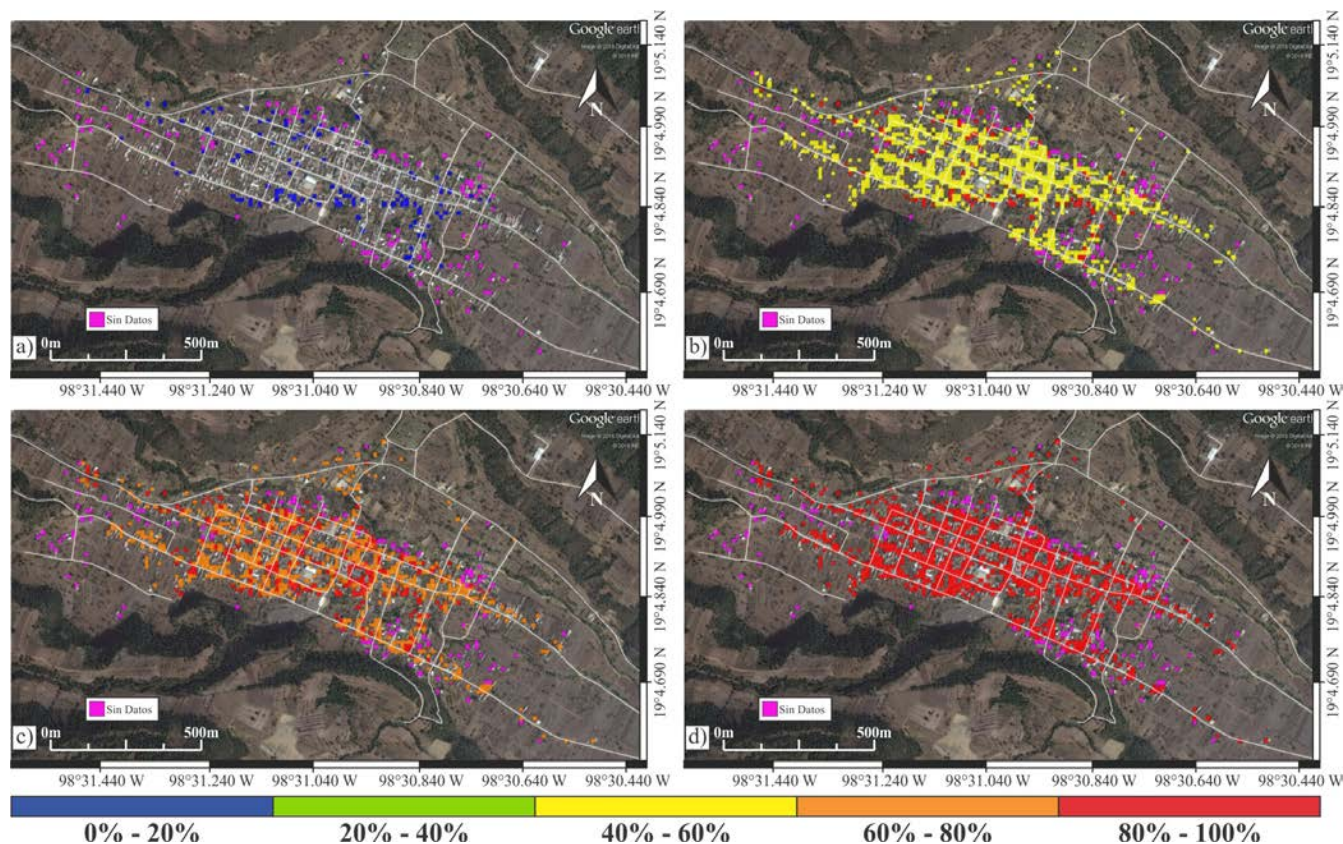 Google earth
Image © 2016 DigitalGlobe
19°5.140 N
19°4.990 N
19°4.840 N
19°4.690 N
N
Sin Datos
a)
0m
500m
98°31.440 W
98°31.240 W
98°31.040 W
98°30.840 W
98°30.640 W
98°30.440 W
Google earth
19°5.140 N
19°4.990 N
19°4.840 N
19°4.690 N
N
Sin Datos
b)
0m
500m
98°31.440 W
98°31.240 W
98°31.040 W
98°30.840 W
98°30.640 W
98°30.440 W
Google earth
19°5.140 N
19°4.990 N
19°4.840 N
19°4.690 N
N
Sin Datos
c)
0m
500m
98°31.440 W
98°31.240 W
98°31.040 W
98°30.840 W
98°30.640 W
98°30.440 W
Google earth
19°5.140 N
19°4.990 N
19°4.840 N
19°4.690 N
N
Sin Datos
d)
0m
500m
98°31.440 W
98°31.240 W
98°31.040 W
98°30.840 W
98°30.640 W
98°30.440 W
0% - 20%
20% - 40%
40% - 60%
60% - 80%
80% - 100%